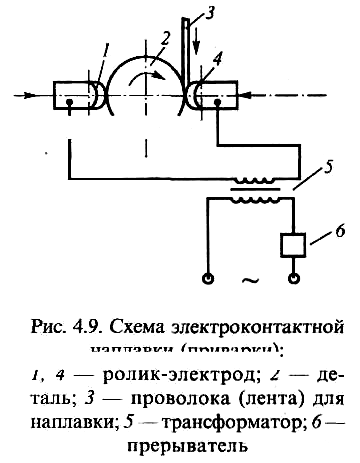 1
2
3
4
5
6
~
Рис. 4.9. Схема электроконтактной
наплавки (приварки):
1, 4 — ролик-электрод; 2 — де-
таль; 3 — проволока (лента) для
наплавки; 5 — трансформатор; 6 —
прерыватель